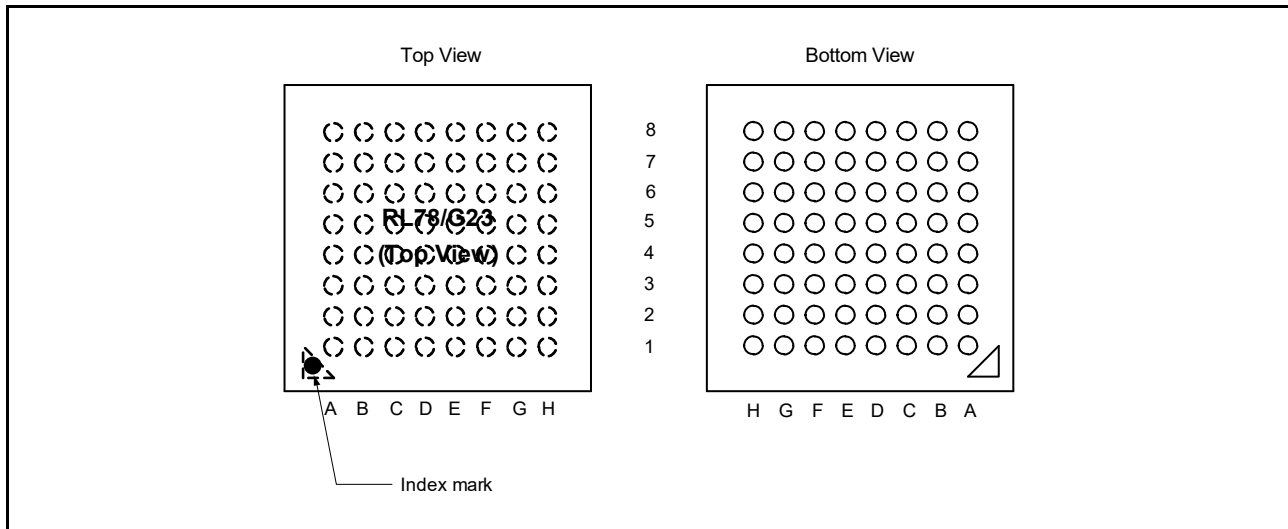 Top View
Bottom View
8
7
6
5
4
3
2
1
RL78/G23
(Top View)
A B C D E F G H
H G F E D C B A
Index mark